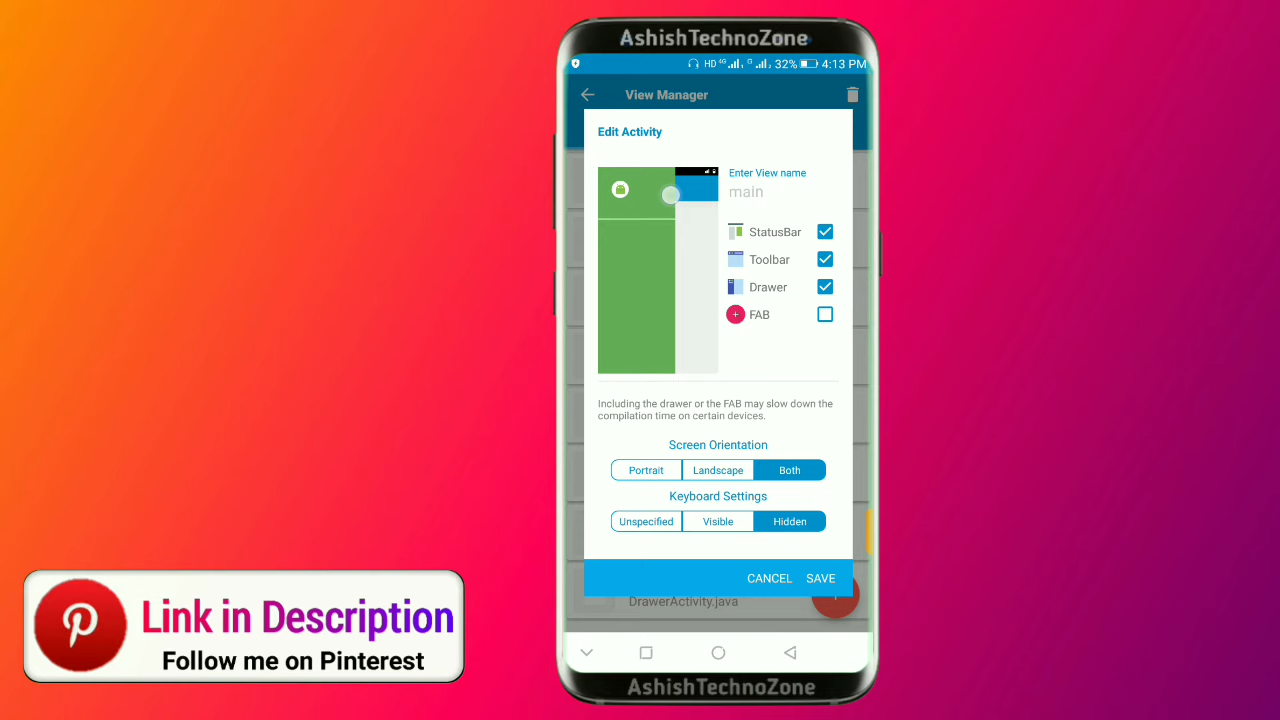 AshishTechnoZone
HD 4G 32% 4:13 PM
View Manager
Edit Activity
Enter View name
main
StatusBar
Toolbar
Drawer
FAB
Including the drawer or the FAB may slow down the
compilation time on certain devices.
Screen Orientation
Portrait Landscape Both
Keyboard Settings
Unspecified Visible Hidden
CANCEL SAVE
DrawerActivity.java
AshishTechnoZone
Link in Description
Follow me on Pinterest